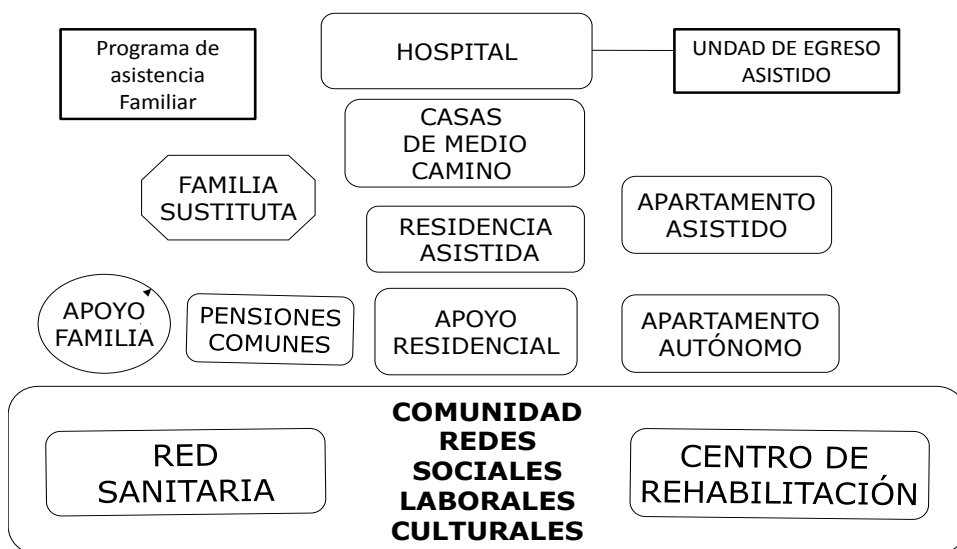 Programa de
asistencia
Familiar
HOSPITAL
UNDAD DE EGRESO
ASISTIDO
CASAS
DE MEDIO
CAMINO
FAMILIA
SUSTITUTA
RESIDENCIA
ASISTIDA
APARTAMENTO
ASISTIDO
APOYO
FAMILIA
PENSIONES
COMUNES
APOYO
RESIDENCIAL
APARTAMENTO
AUTÓNOMO
COMUNIDAD
REDES
SOCIALES
LABORALES
CULTURALES
RED
SANITARIA
CENTRO DE
REHABILITACIÓN